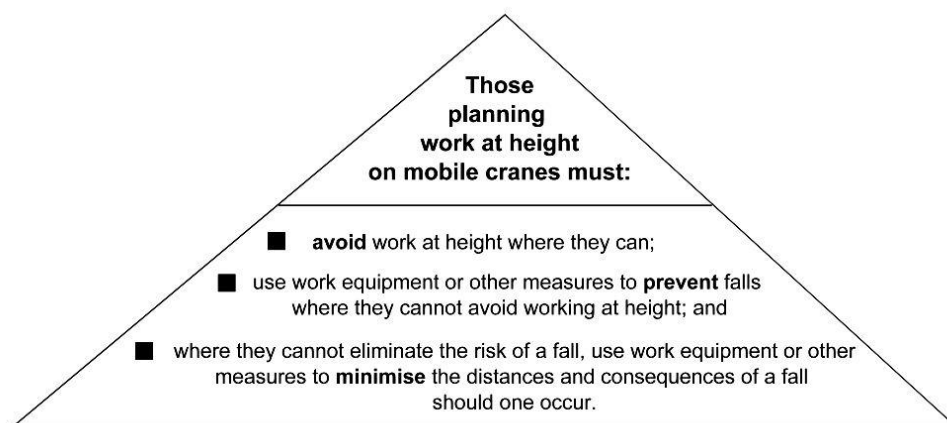 Those
planning
work at height
on mobile cranes must:
■ avoid work at height where they can;
■ use work equipment or other measures to prevent falls
where they cannot avoid working at height; and
■ where they cannot eliminate the risk of a fall, use work equipment or other
measures to minimise the distances and consequences of a fall
should one occur.